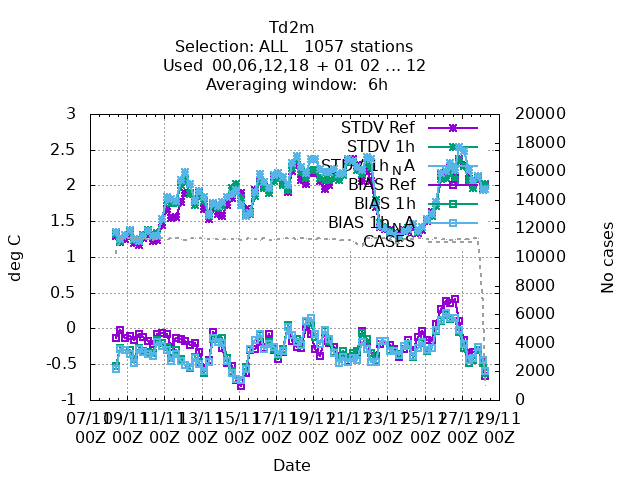 Td2m
Selection: ALL   1057 stations
Used  00,06,12,18  + 01 02 ... 12
Averaging window:  6h
3
2.5
2
1.5
1
0.5
0
-0.5
-1
deg C
STDV Ref
STDV 1h
STDV 1h_NA
BIAS Ref
BIAS 1h
BIAS 1h_NA
CASES
20000
18000
16000
14000
12000
10000
8000
6000
4000
2000
0
No cases
07/11 09/11 11/11 13/11 15/11 17/11 19/11 21/11 23/11 25/11 27/11 29/11
00Z 00Z 00Z 00Z 00Z 00Z 00Z 00Z 00Z 00Z 00Z 00Z
Date